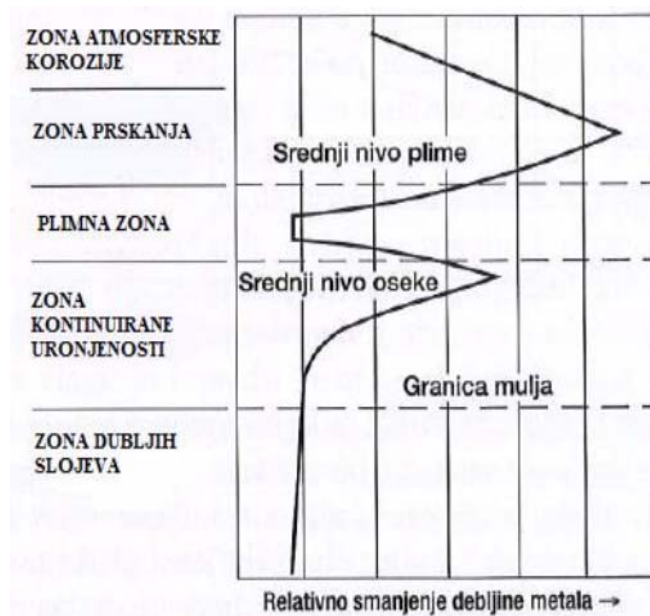 ZONA ATMOSFERSKE
KOROZIJE
ZONA PRSKANJA
Srednji nivo plime
PLIMNA ZONA
Srednji nivo oseke
ZONA
KONTINUIRANE
URONJENOSTI
Granica mulja
ZONA DUBLJIH
SLOJEVA
Relativno smanjenje debljine metala →